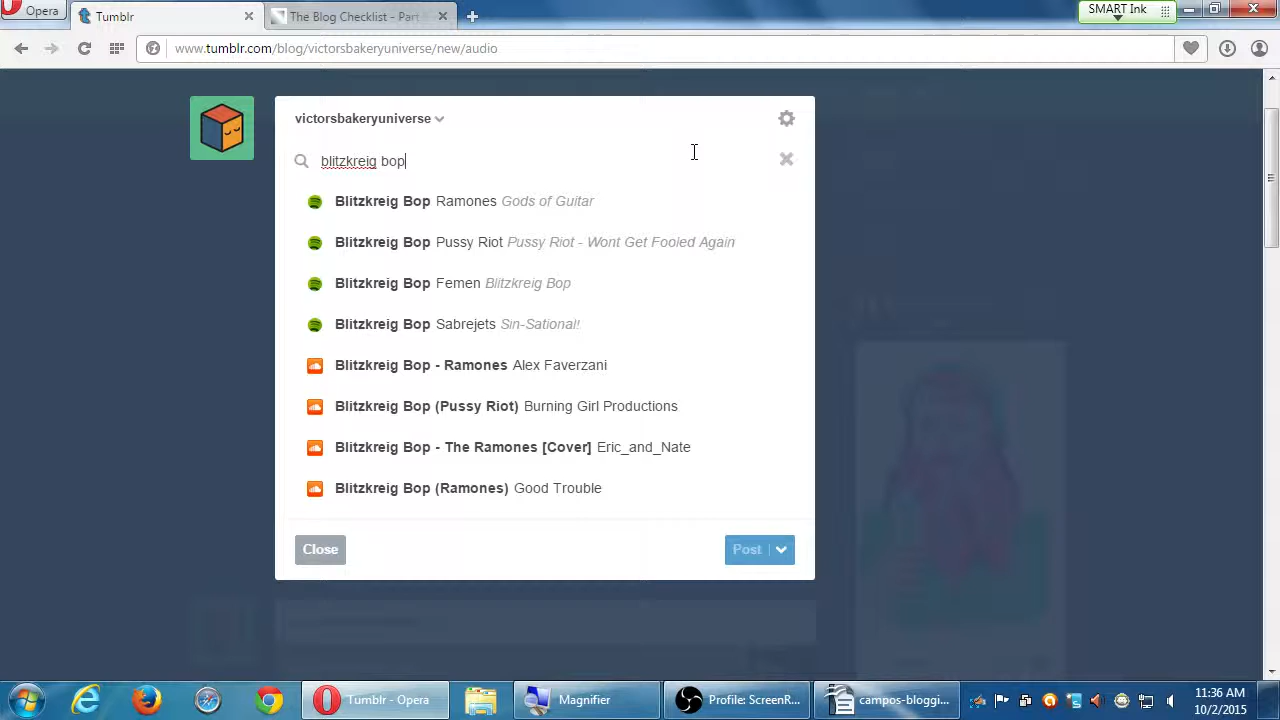 Opera
Tumblr
The Blog Checklist - Part
SMART Ink
www.tumblr.com/blog/victorsbakeryuniverse/new/audio
victorsbakeryuniverse
blitzkreig bop
Blitzkreig Bop Ramones Gods of Guitar
Blitzkreig Bop Pussy Riot Pussy Riot - Wont Get Fooled Again
Blitzkreig Bop Femen Blitzkreig Bop
Blitzkreig Bop Sabrejets Sin-Sational!
Blitzkreig Bop - Ramones Alex Faverzani
Blitzkreig Bop (Pussy Riot) Burning Girl Productions
Blitzkreig Bop - The Ramones [Cover] Eric_and_Nate
Blitzkreig Bop (Ramones) Good Trouble
Close
Post
Tumblr - Opera
Magnifier
Profile: ScreenR...
campos-bloggi...
11:36 AM
10/2/2015